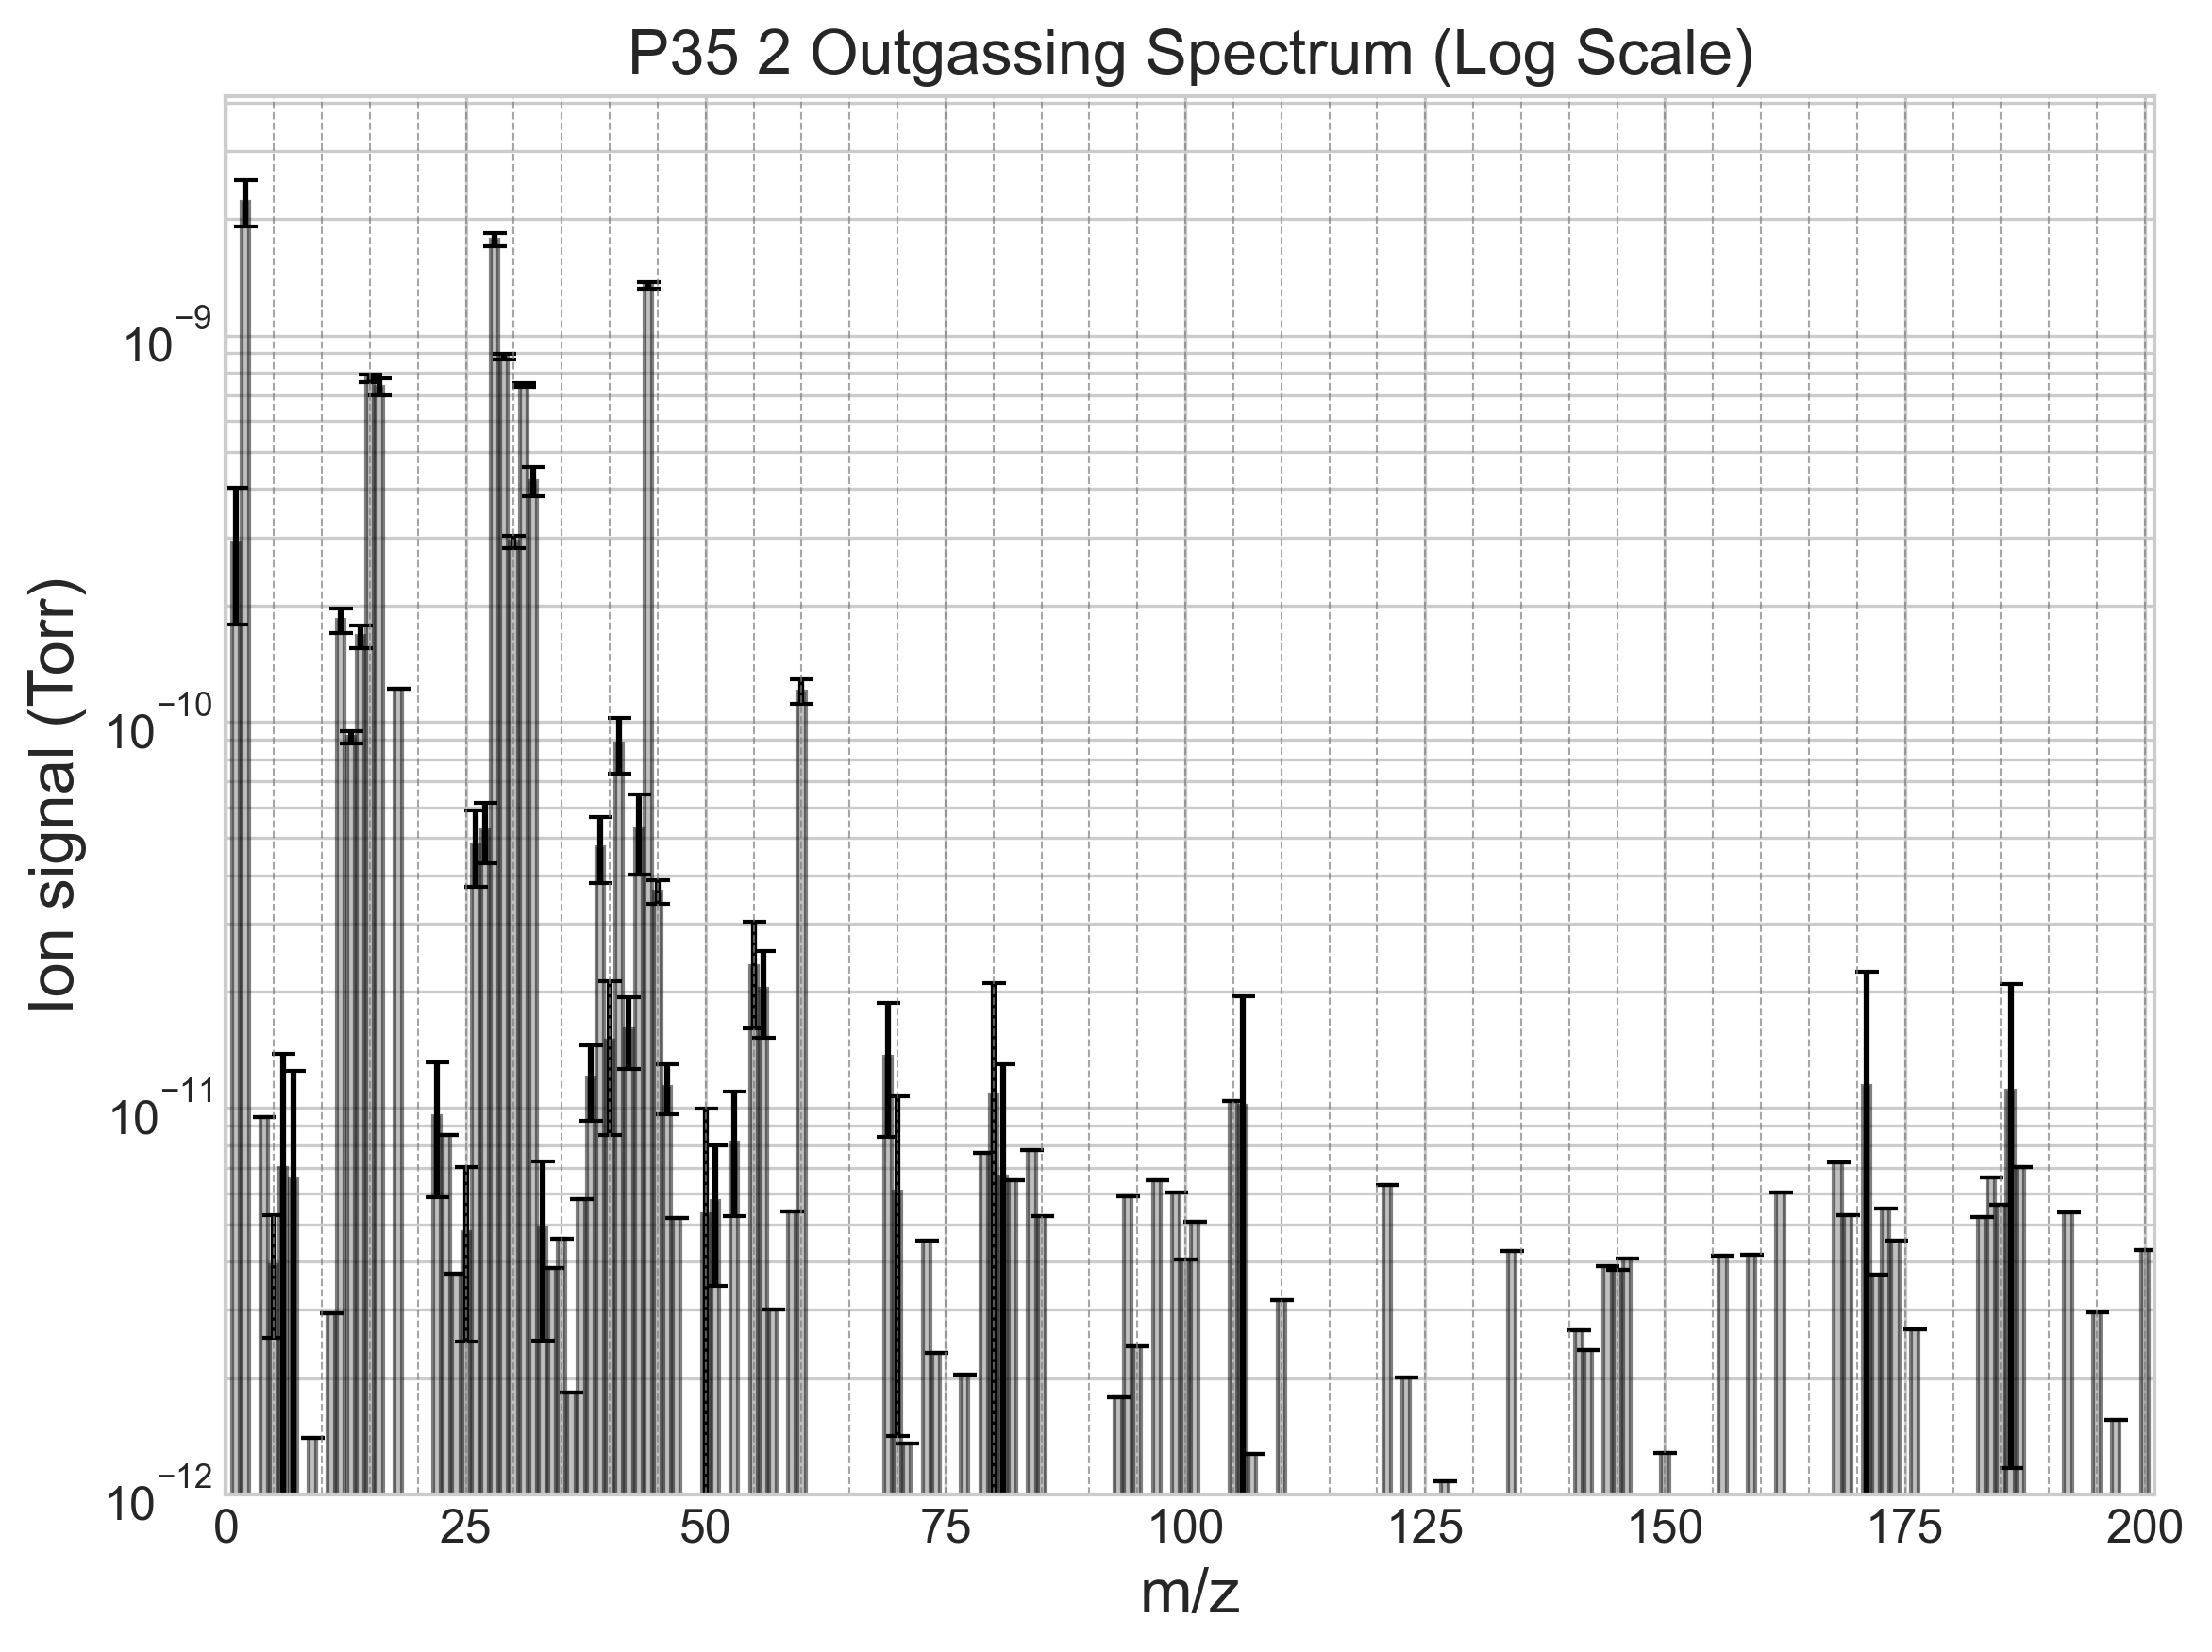 P35 2 Outgassing Spectrum (Log Scale)
Ion signal (Torr)
10⁻⁹
10⁻¹⁰
10⁻¹¹
10⁻¹²
0 25 50 75 100 125 150 175 200
m/z